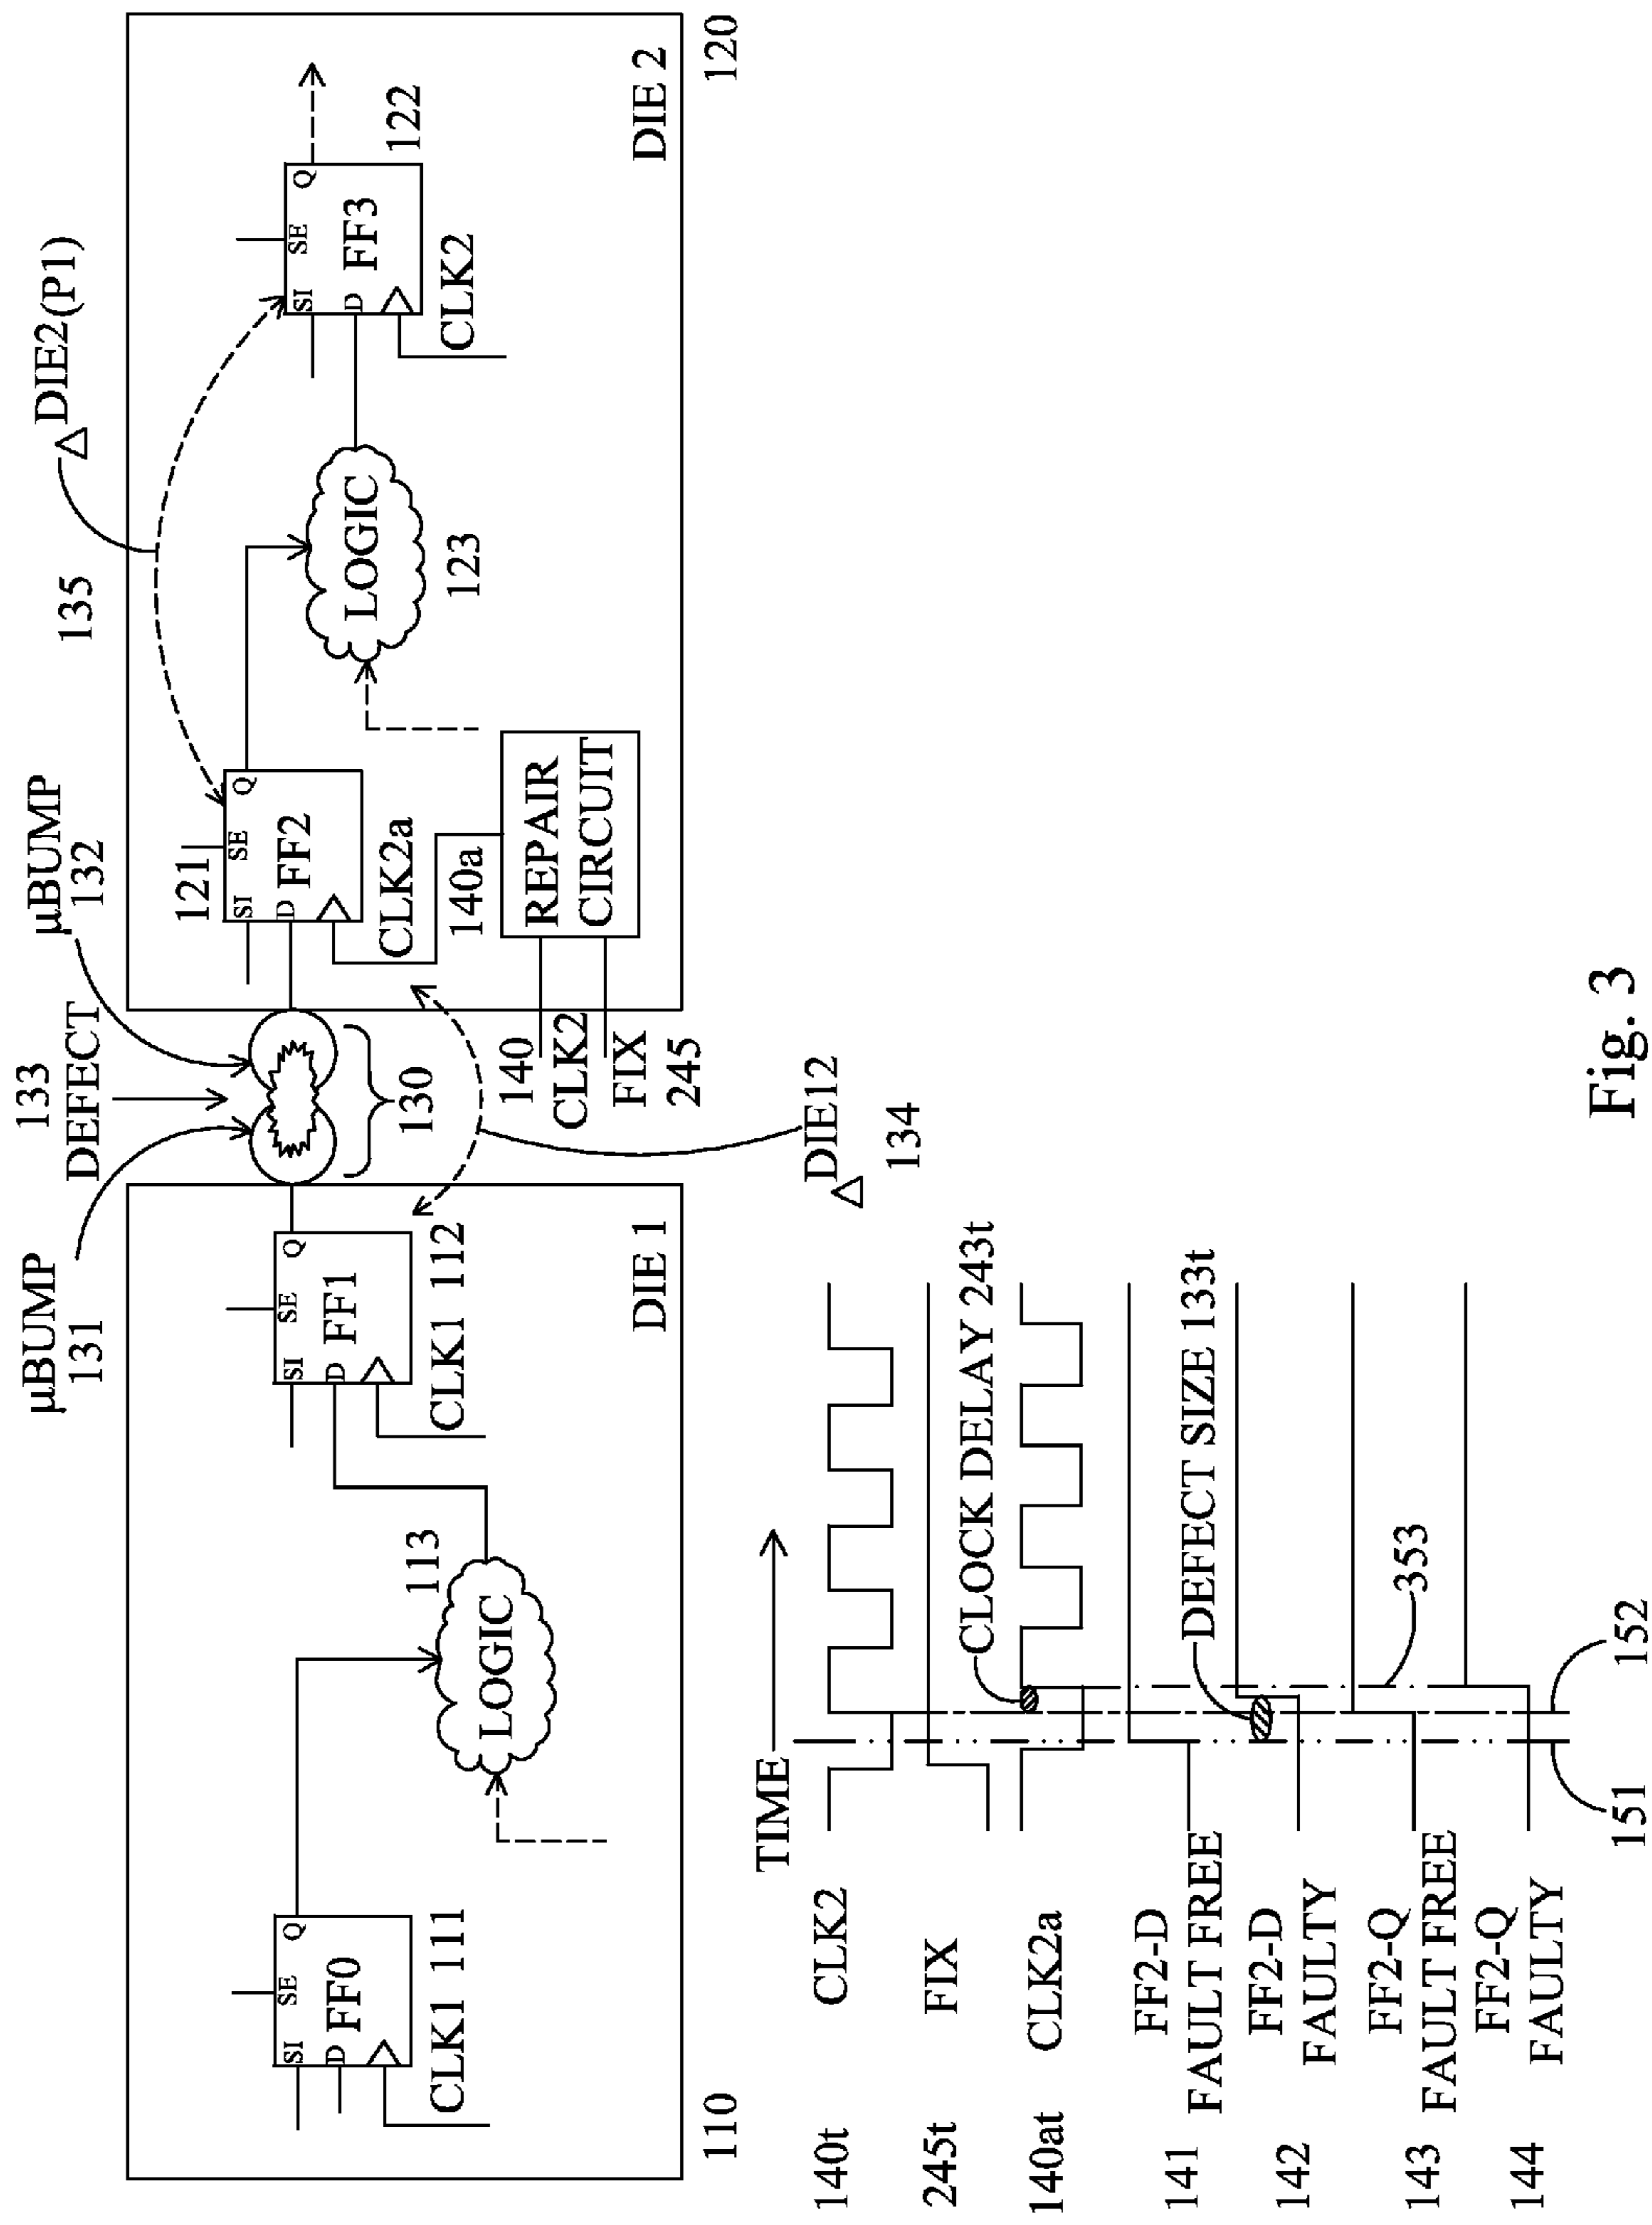 133
DEFECT
µBUMP
131
µBUMP
132
135
△ DIE2(P1)
SE
SI
D
Q
FF0
CLK1 111
LOGIC
113
SE
SI
D
Q
FF1
CLK1 112
DIE 1
110
130
△ DIE12
134
121
SE
SI
D
Q
FF2
CLK2a
140a
REPAIR
CIRCUIT
140
CLK2
FIX
245
LOGIC
123
SE
SI
D
Q
FF3
122
CLK2
DIE 2
120
TIME
140t CLK2
245t FIX
CLOCK DELAY 243t
140at CLK2a
141 FF2-D
FAULT FREE
DEFECT SIZE 133t
142 FF2-D
FAULTY
143 FF2-Q
FAULT FREE
353
144 FF2-Q
FAULTY
151
152
Fig. 3